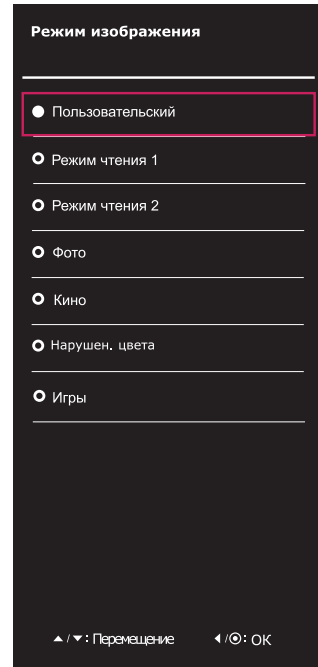 Режим изображения
Пользовательский
Режим чтения 1
Режим чтения 2
Фото
Кино
Нарушен. цвета
Игры
▲/▼: Перемещение ◀/◉: OK